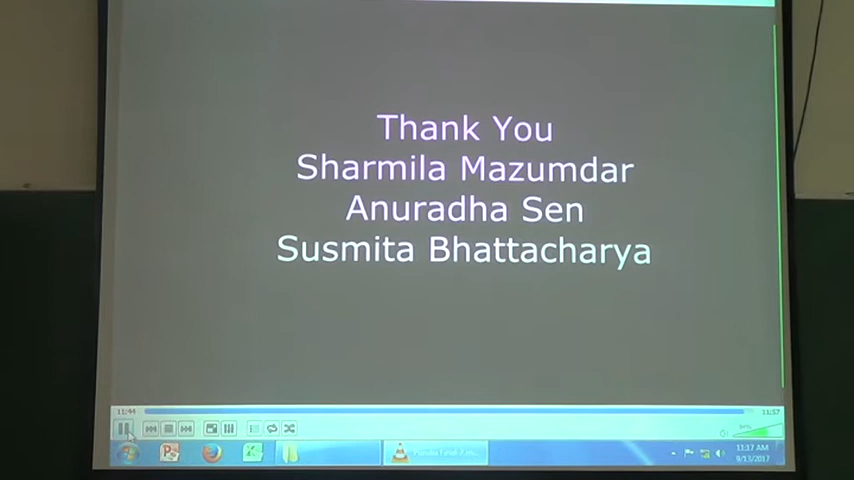 Thank You
Sharmila Mazumdar
Anuradha Sen
Susmita Bhattacharya
11:44
11:57
11:37 AM
9/13/2017